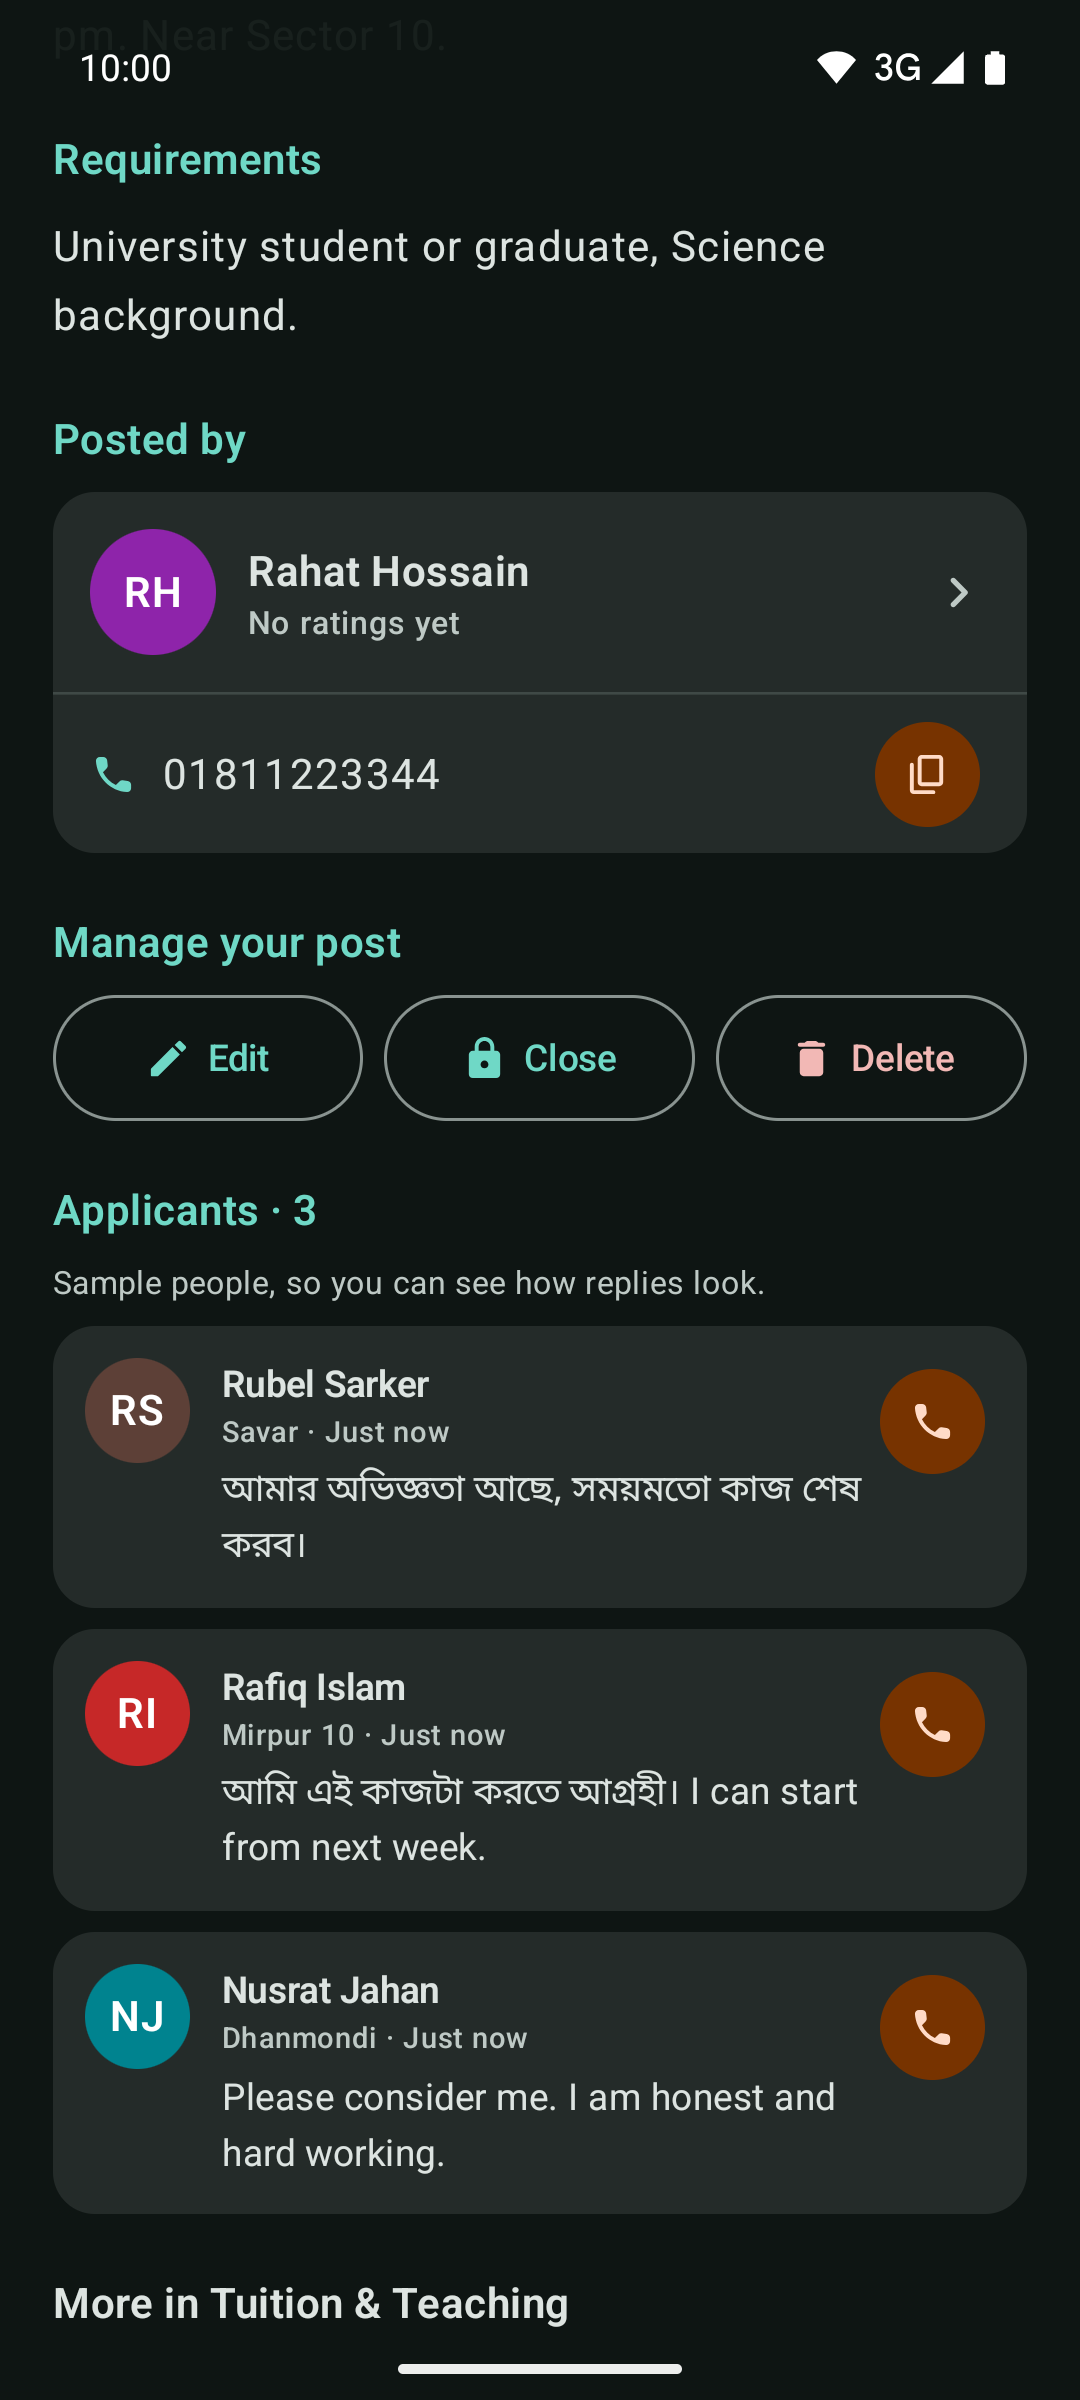 pm. Near Sector 10.
10:00
3G
Requirements
University student or graduate, Science
background.
Posted by
RH
Rahat Hossain
No ratings yet
01811223344
Manage your post
Edit
Close
Delete
Applicants · 3
Sample people, so you can see how replies look.
RS
Rubel Sarker
Savar · Just now
আমার অভিজ্ঞতা আছে, সময়মতো কাজ শেষ
করব।
RI
Rafiq Islam
Mirpur 10 · Just now
আমি এই কাজটা করতে আগ্রহী। I can start
from next week.
NJ
Nusrat Jahan
Dhanmondi · Just now
Please consider me. I am honest and
hard working.
More in Tuition & Teaching